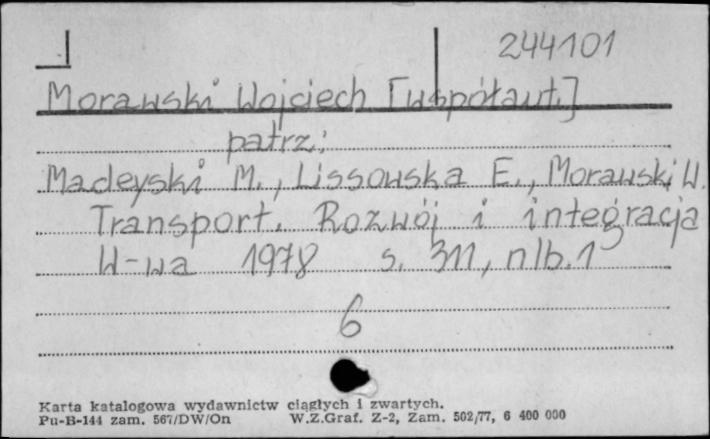 244101
Morawski Wojciech [współaut.]
patrz:
Madeyski M., Lissowska E., Morawski W.
Transport. Rozwój i integracja
W-wa 1978 s. 311, nlb. 1
6
Karta katalogowa wydawnictw ciągłych i zwartych.
Pu-B-144 zam. 567/DW/On W.Z.Graf. Z-2, Zam. 502/77, 6 400 000